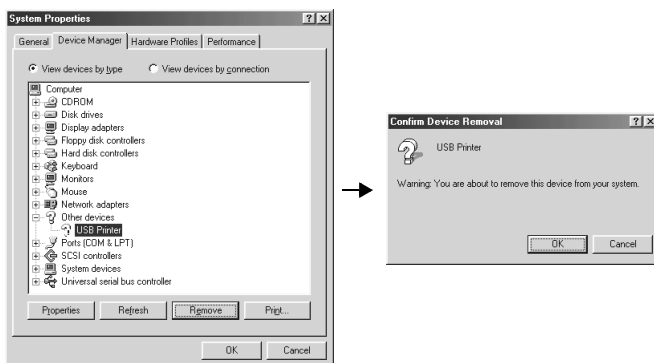 System Properties
General Device Manager Hardware Profiles Performance
View devices by type View devices by connection
Computer
CDROM
Disk drives
Display adapters
Floppy disk controllers
Hard disk controllers
Keyboard
Monitors
Mouse
Network adapters
Other devices
USB Printer
Ports (COM & LPT)
SCSI controllers
System devices
Universal serial bus controller
Properties Refresh Remove Print...
OK Cancel
Confirm Device Removal
USB Printer
Warning: You are about to remove this device from your system.
OK Cancel